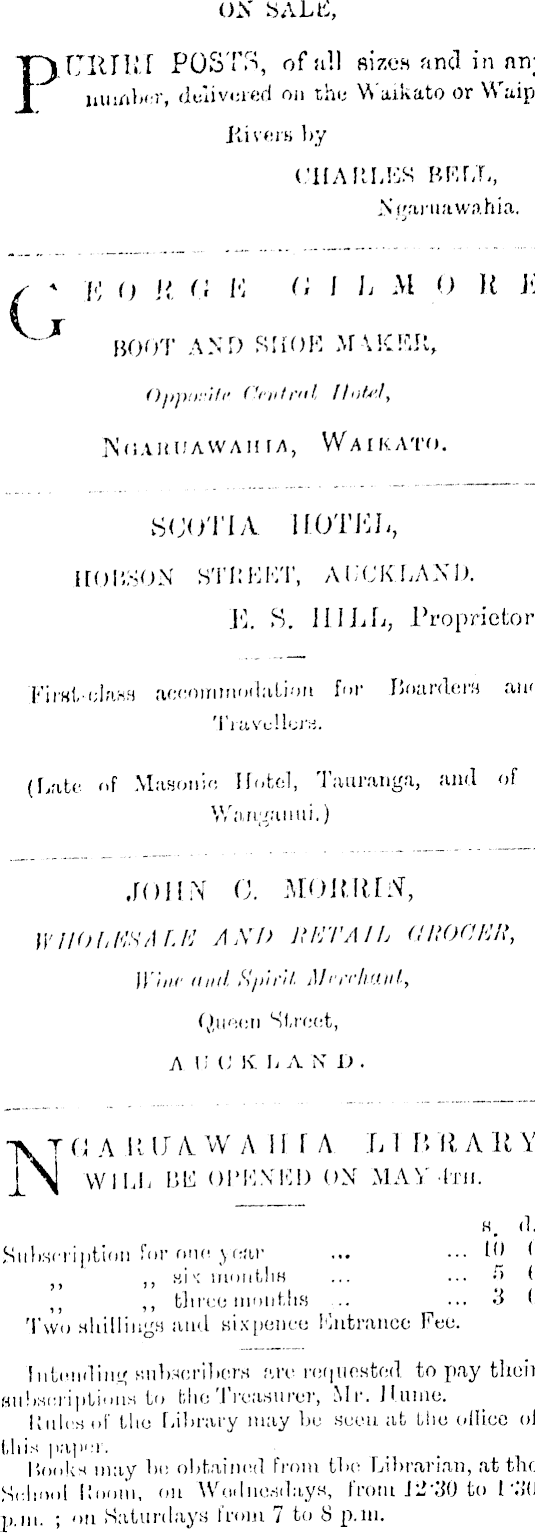 ON SALE,
PURIRI POSTS, of all sizes and in any
number, delivered on the Waikato or Waip
Rivers by
CHARLES BELL,
Ngaruawahia.
GEORGE GILMORE
BOOT AND SHOE MAKER,
Opposite Central Hotel,
NGARUAWAHIA, WAIKATO.
SCOTIA HOTEL,
HOBSON STREET, AUCKLAND.
E. S. HILL, Proprietor
First-class accommodation for Boarders and
Travellers.
(Late of Masonic Hotel, Tauranga, and of
Wanganui.)
JOHN C. MORRIN,
WHOLESALE AND RETAIL GROCER,
Wine and Spirit Merchant,
Queen Street,
AUCKLAND.
NGARUAWAHIA LIBRARY
WILL BE OPENED ON MAY 4TH.
s. d.
Subscription for one year ... ... 10
,, ,, six months ... ... 5
,, ,, three months ... ... 3
Two shillings and sixpence Entrance Fee.
Intending subscribers are requested to pay their
subscriptions to the Treasurer, Mr. Hume.
Rules of the Library may be seen at the office of
this paper.
Books may be obtained from the Librarian, at the
School Room, on Wednesdays, from 12·30 to 1·30
p.m. ; on Saturdays from 7 to 8 p.m.